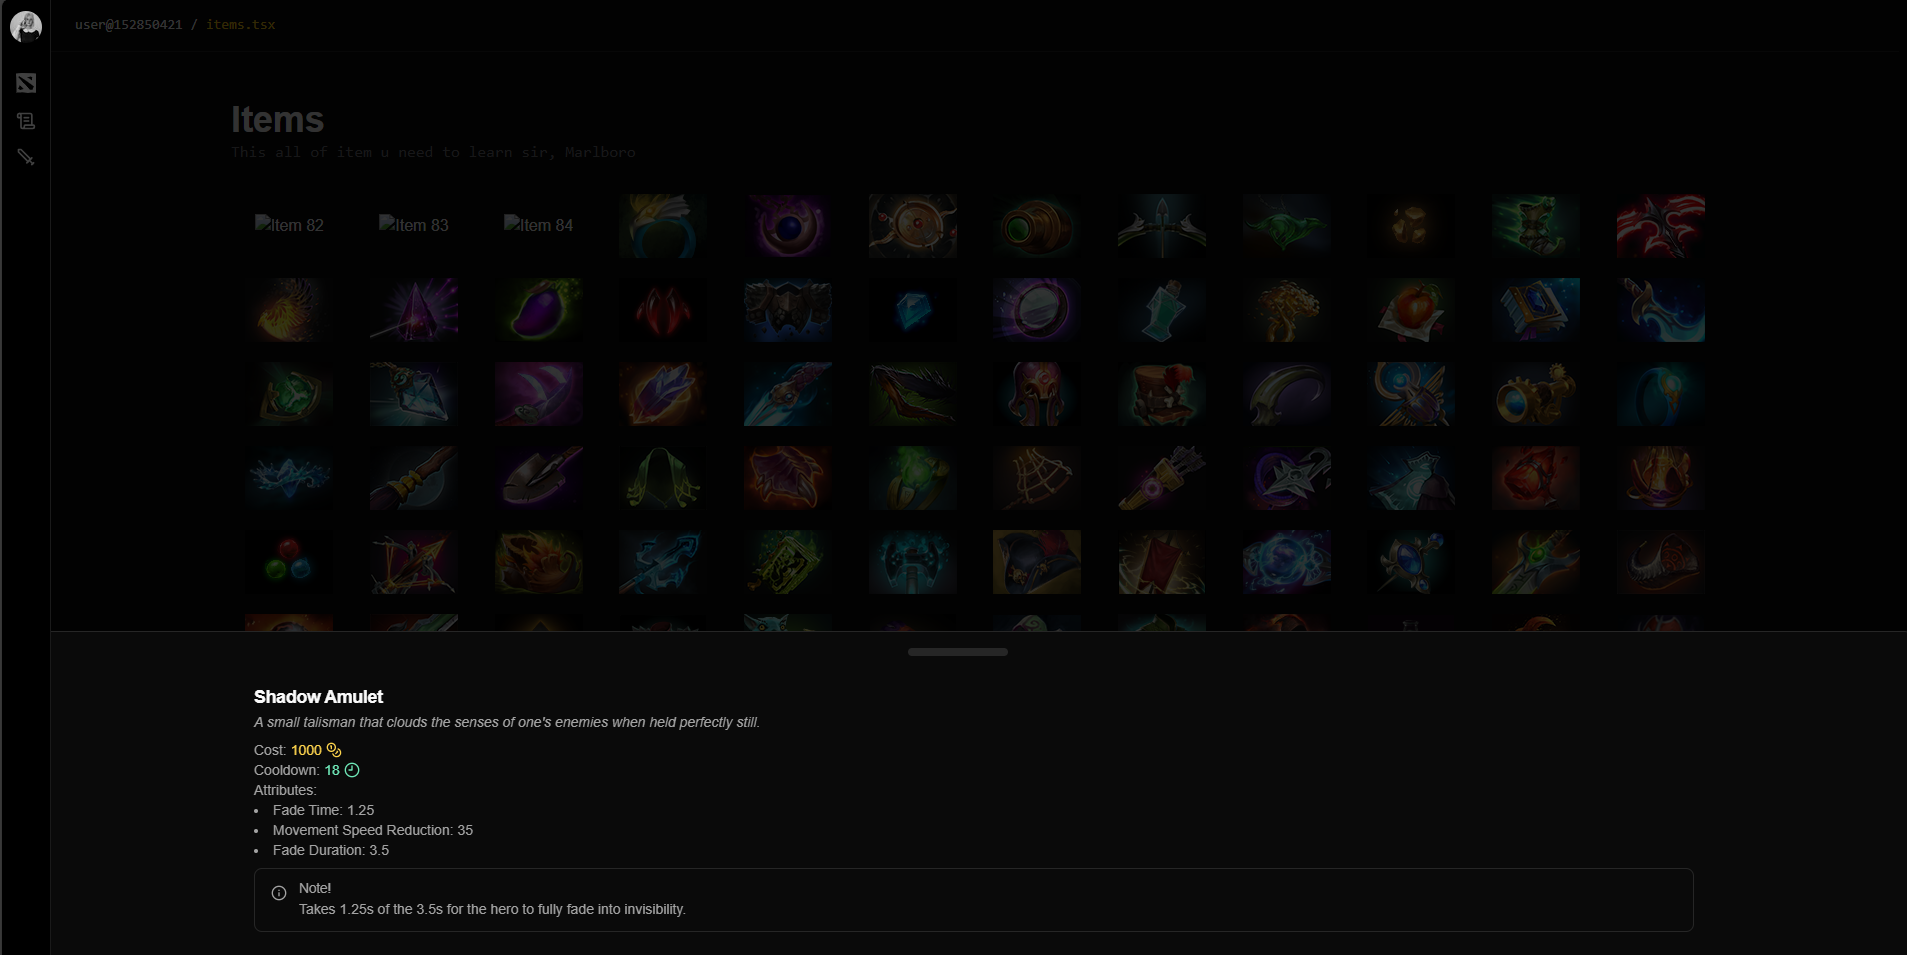 user@152850421 / items.tsx
Items
This all of item u need to learn sir, Marlboro
Item 82
Item 83
Item 84
Shadow Amulet
A small talisman that clouds the senses of one's enemies when held perfectly still.
Cost: 1000
Cooldown: 18
Attributes:
• Fade Time: 1.25
• Movement Speed Reduction: 35
• Fade Duration: 3.5
Note!
Takes 1.25s of the 3.5s for the hero to fully fade into invisibility.